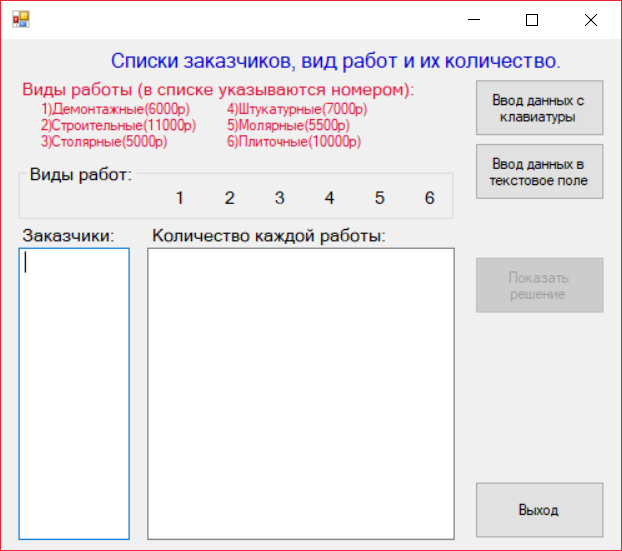 Списки заказчиков, вид работ и их количество.
Виды работы (в списке указываются номером):
1)Демонтажные(6000р) 4)Штукатурные(7000р)
2)Строительные(11000р) 5)Молярные(5500р)
3)Столярные(5000р) 6)Плиточные(10000р)
Ввод данных с
клавиатуры
Ввод данных в
текстовое поле
Виды работ:
1 2 3 4 5 6
Заказчики: Количество каждой работы:
Показать
решение
Выход